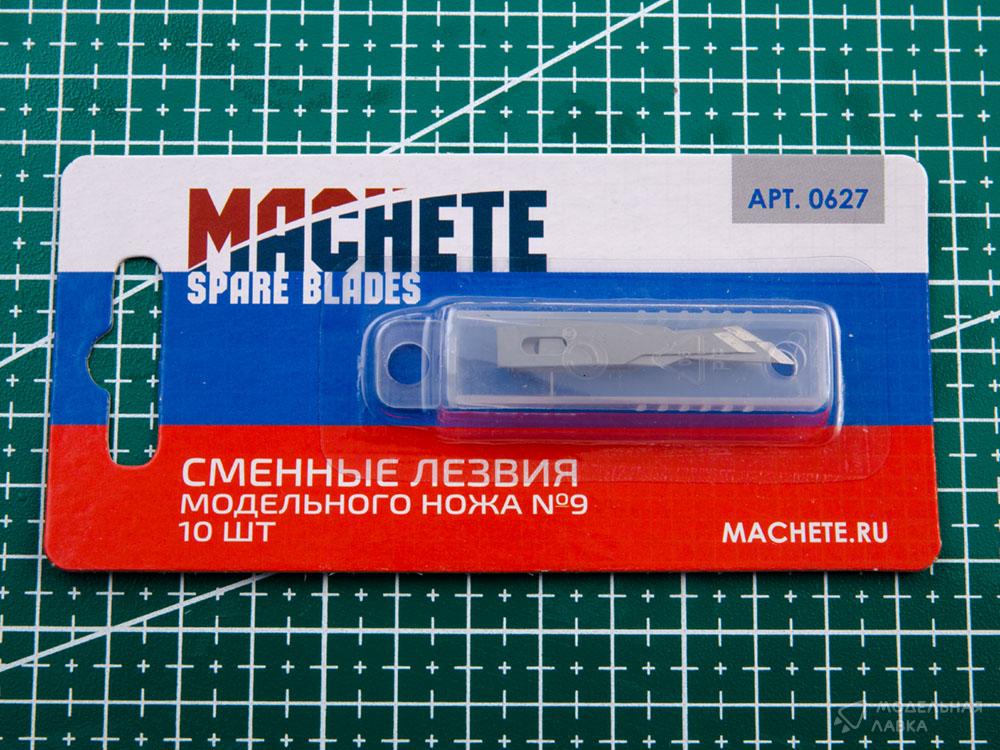 MACHETE
SPARE BLADES
АРТ. 0627
СМЕННЫЕ ЛЕЗВИЯ
МОДЕЛЬНОГО НОЖА №9
10 ШТ
MACHETE.RU
МОДЕЛЬНАЯ
ЛАВКА